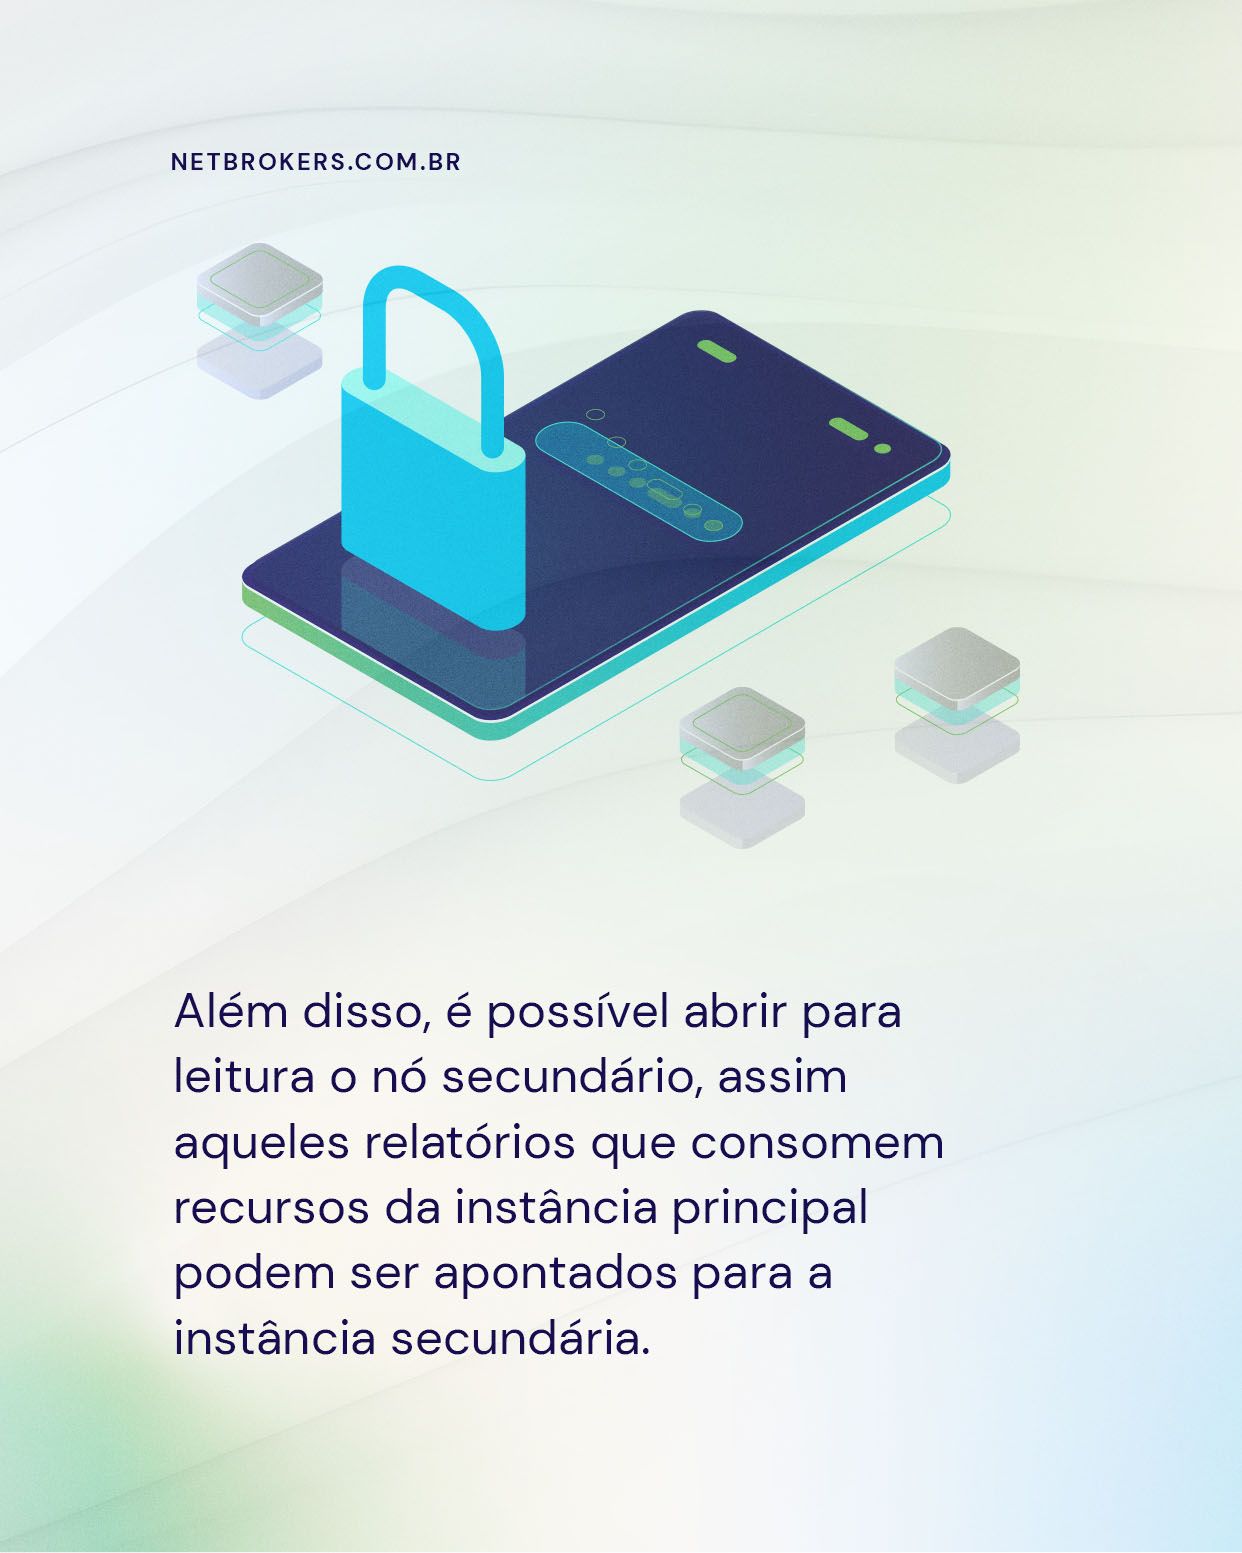 NETBROKERS.COM.BR
Além disso, é possível abrir para
leitura o nó secundário, assim
aqueles relatórios que consomem
recursos da instância principal
podem ser apontados para a
instância secundária.